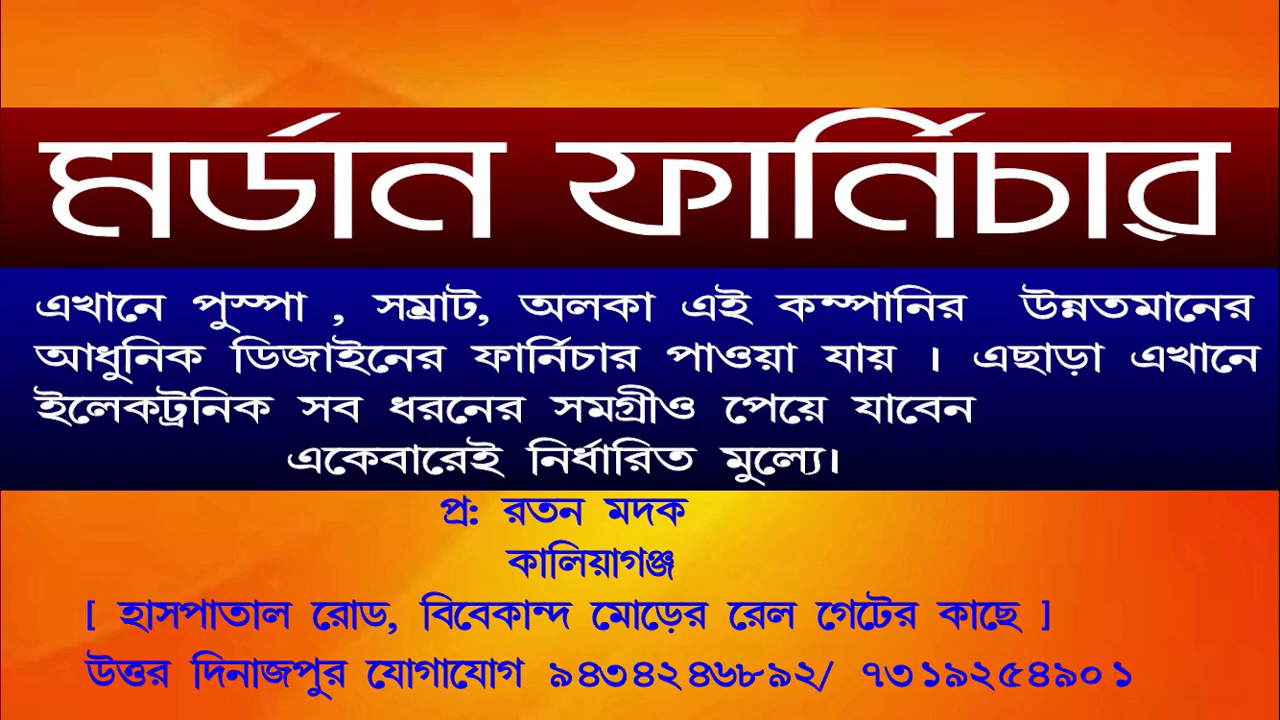 মর্ডান ফার্নিচার
এখানে পুস্পা , সম্রাট, অলকা এই কম্পানির উন্নতমানের
আধুনিক ডিজাইনের ফার্নিচার পাওয়া যায় । এছাড়া এখানে
ইলেকট্রনিক সব ধরনের সমগ্রীও পেয়ে যাবেন
একেবারেই নির্ধারিত মুল্যে।
প্র: রতন মদক
কালিয়াগঞ্জ
[ হাসপাতাল রোড, বিবেকান্দ মোড়ের রেল গেটের কাছে ]
উত্তর দিনাজপুর যোগাযোগ ৯৪৩৪২৪৬৮৯২/ ৭৩১৯২৫৪৯০১